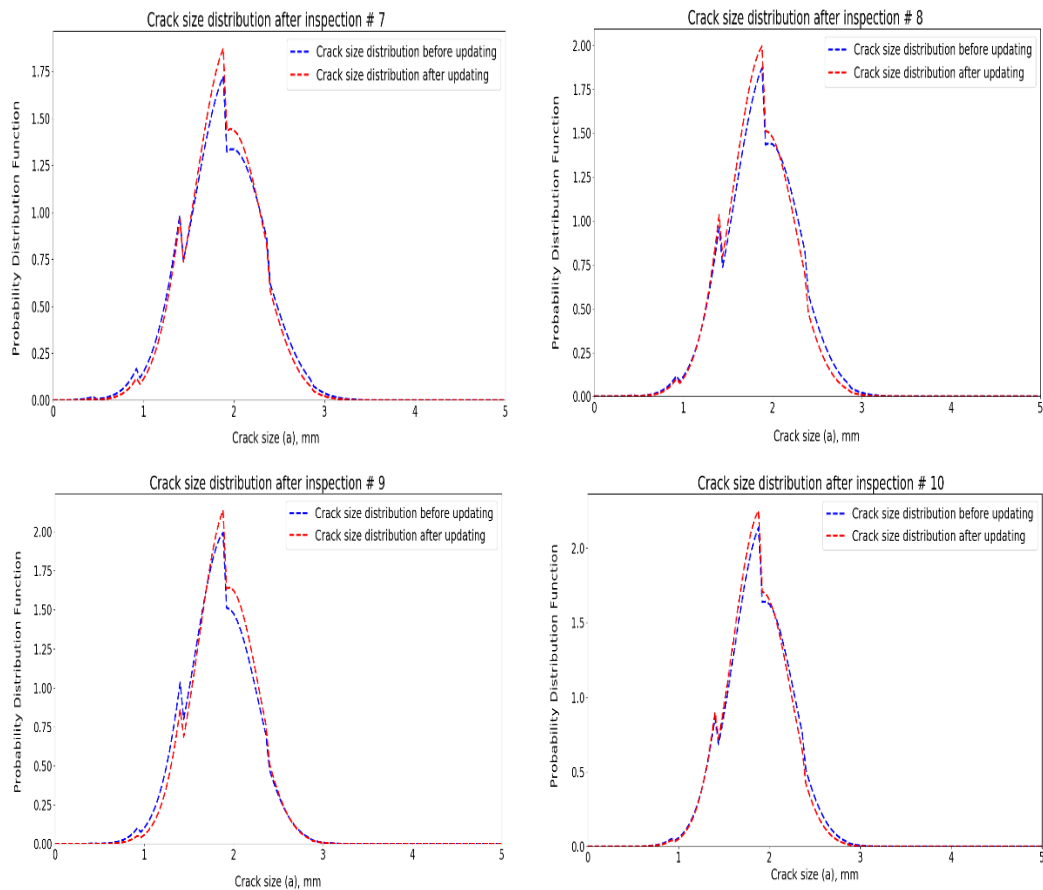 Crack size distribution after inspection # 7
Crack size distribution before updating
Crack size distribution after updating
Probability Distribution Function
1.75
1.50
1.25
1.00
0.75
0.50
0.25
0.00
0
1
2
3
4
5
Crack size (a), mm
Crack size distribution after inspection # 8
Crack size distribution before updating
Crack size distribution after updating
Probability Distribution Function
2.00
1.75
1.50
1.25
1.00
0.75
0.50
0.25
0.00
0
1
2
3
4
5
Crack size (a), mm
Crack size distribution after inspection # 9
Crack size distribution before updating
Crack size distribution after updating
Probability Distribution Function
2.00
1.75
1.50
1.25
1.00
0.75
0.50
0.25
0.00
0
1
2
3
4
5
Crack size (a), mm
Crack size distribution after inspection # 10
Crack size distribution before updating
Crack size distribution after updating
Probability Distribution Function
2.0
1.5
1.0
0.5
0.0
0
1
2
3
4
5
Crack size (a), mm